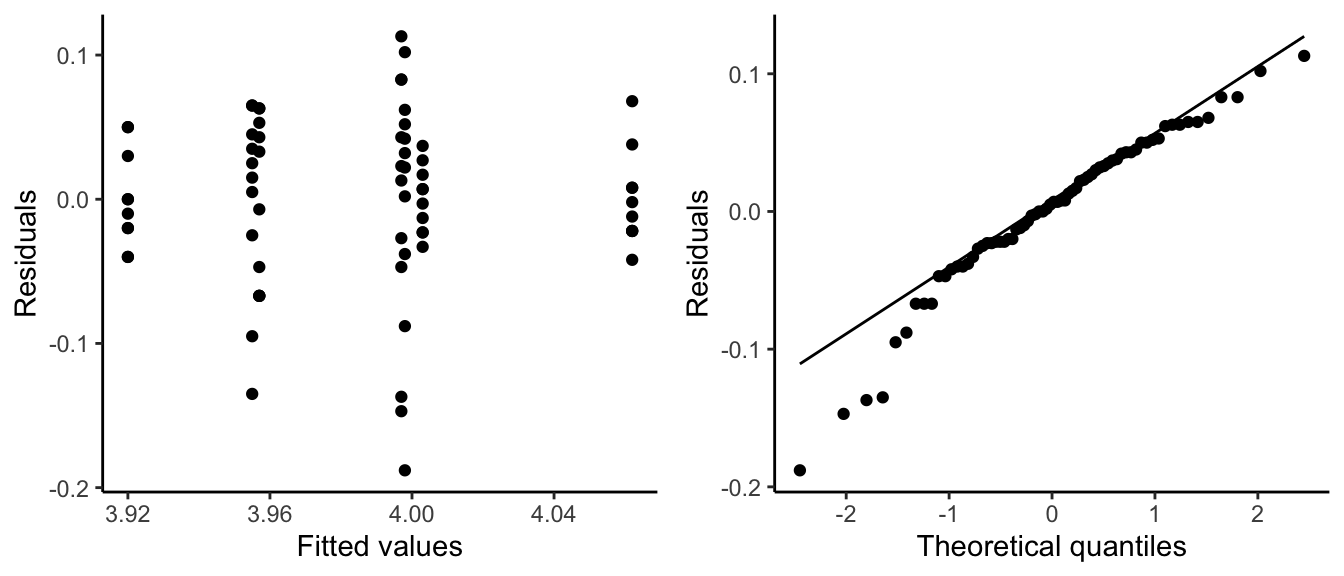 Residuals
0.1
0.0
-0.1
-0.2
3.92 3.96 4.00 4.04
Fitted values
Residuals
0.1
0.0
-0.1
-0.2
-2 -1 0 1 2
Theoretical quantiles